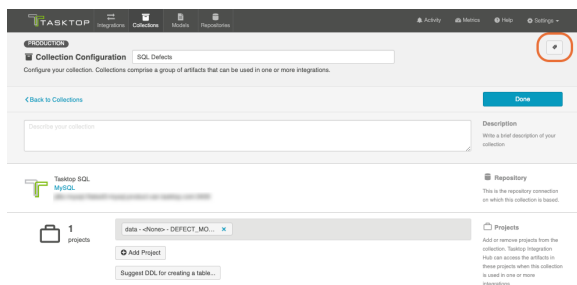 TASKTOP
Integrations
Collections
Models
Repositories
Activity
Metrics
Help
Settings
PRODUCTION
Collection Configuration
SQL Defects
Configure your collection. Collections comprise a group of artifacts that can be used in one or more integrations.
Back to Collections
Done
Describe your collection
Description
Write a brief description of your
collection
Tasktop SQL
MySQL
Repository
This is the repository connection
on which this collection is based.
1
projects
data - <None> - DEFECT_MO... ×
Add Project
Suggest DDL for creating a table...
Projects
Add or remove projects from the
collection. Tasktop Integration
Hub can access the artifacts in
these projects when this collection
is used in one or more
integrations